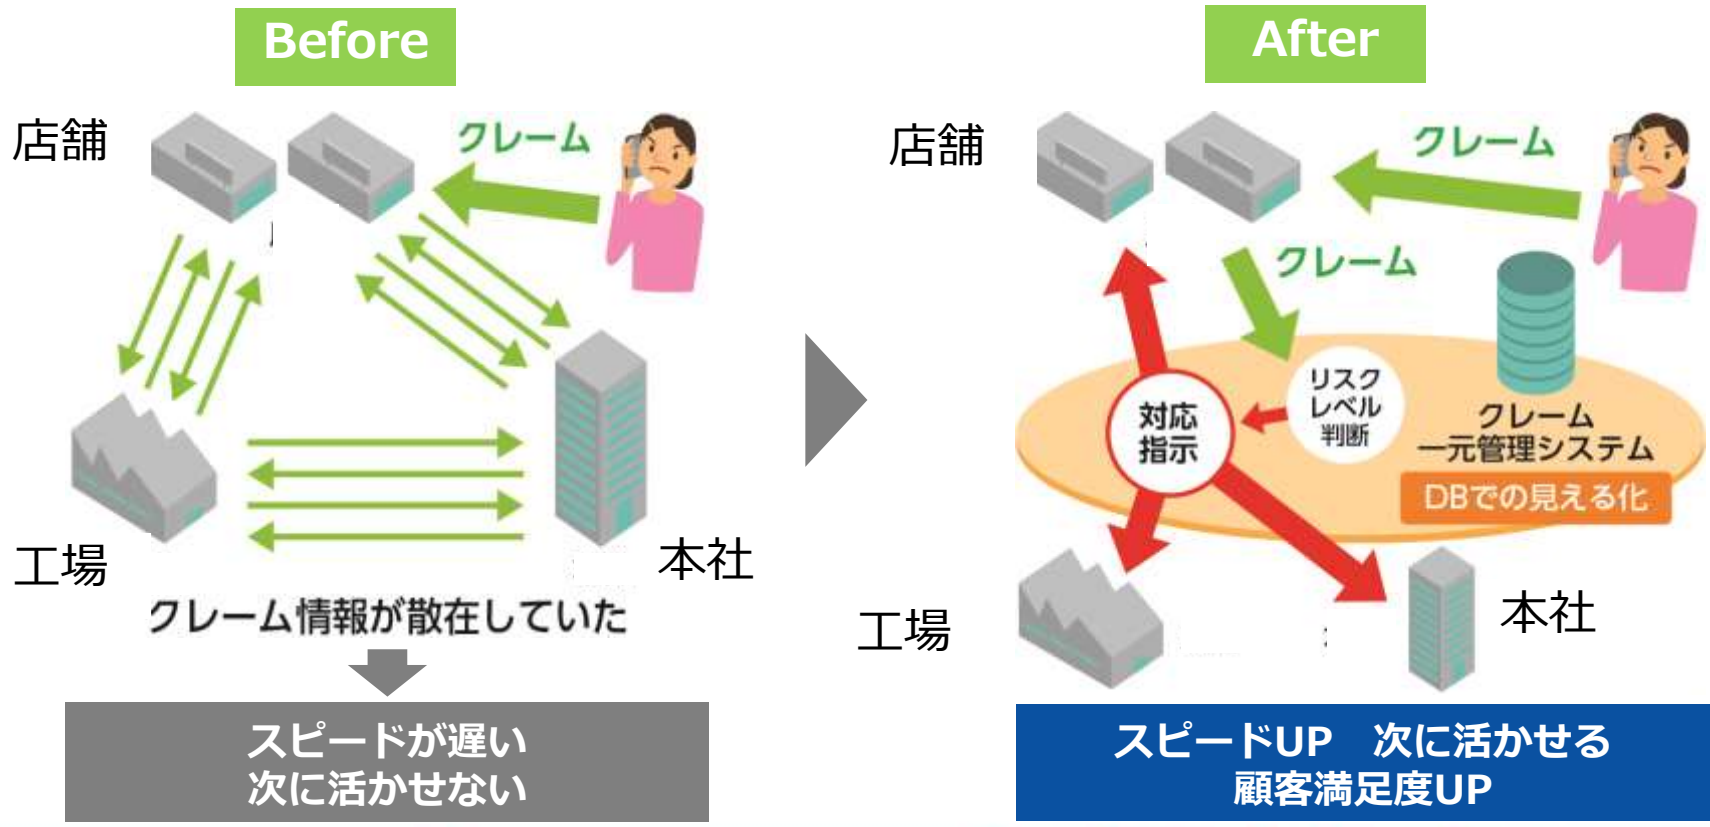 Before
店舗
クレーム
工場
本社
クレーム情報が散在していた
スピードが遅い
次に活かせない
After
店舗
クレーム
クレーム
リスク
レベル
判断
対応
指示
クレーム
一元管理システム
DBでの見える化
工場
本社
スピードUP　次に活かせる
顧客満足度UP